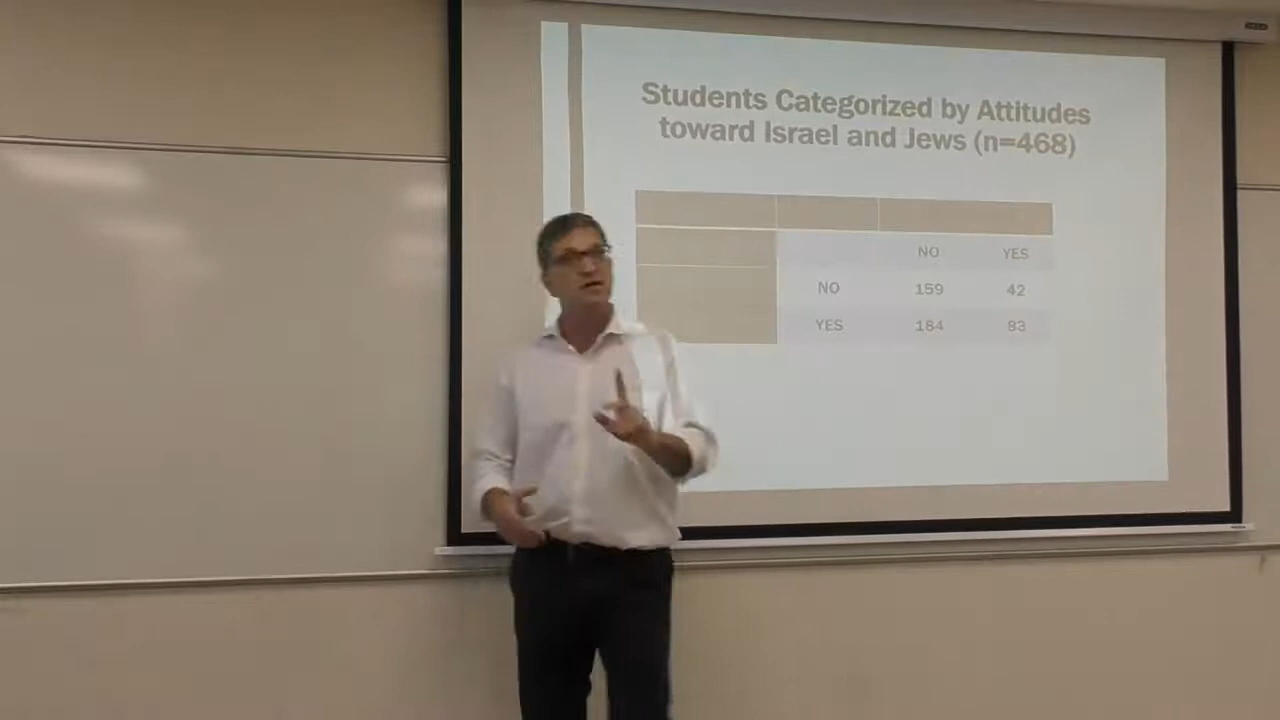 Students Categorized by Attitudes
toward Israel and Jews (n=468)
NO YES
NO 159 42
YES 184 83